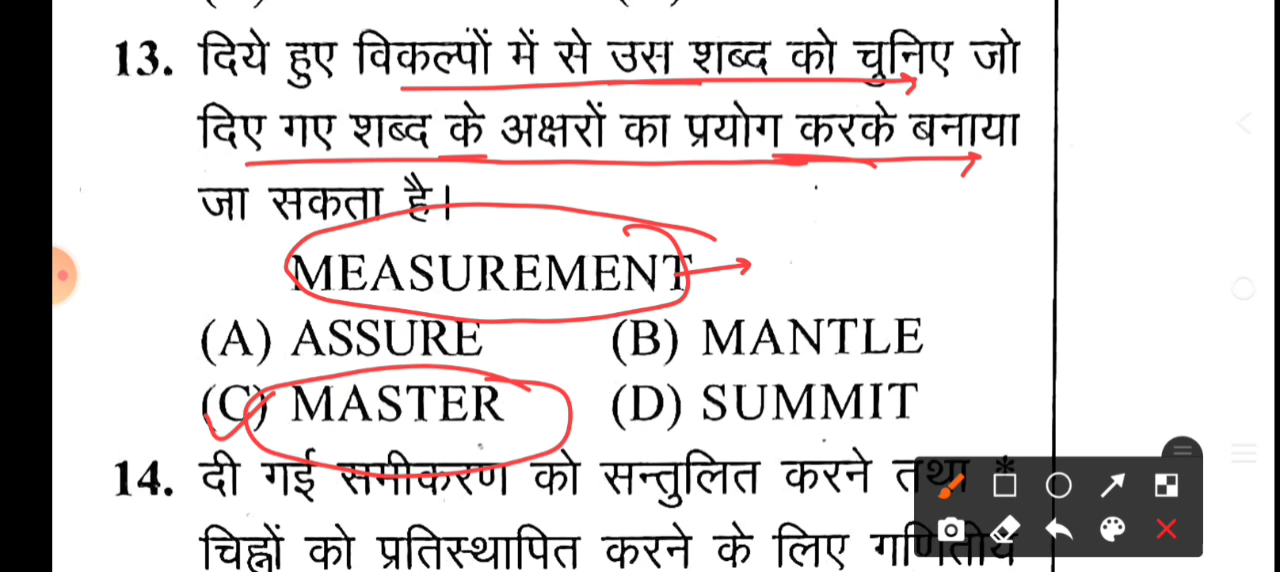 13. दिये हुए विकल्पों में से उस शब्द को चुनिए जो
दिए गए शब्द के अक्षरों का प्रयोग करके बनाया
जा सकता है।
MEASUREMENT
(A) ASSURE (B) MANTLE
(C) MASTER (D) SUMMIT
14. दी गई समीकरण को सन्तुलित करने तथा *
चिह्नों को प्रतिस्थापित करने के लिए गणितीय